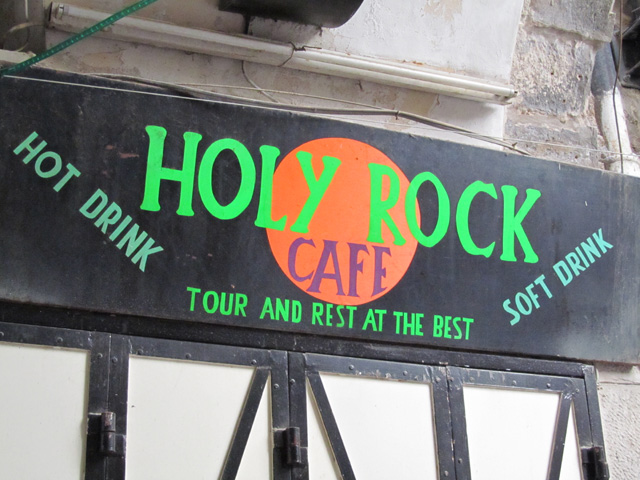 HOLY ROCK
CAFE
HOT DRINK
SOFT DRINK
TOUR AND REST AT THE BEST